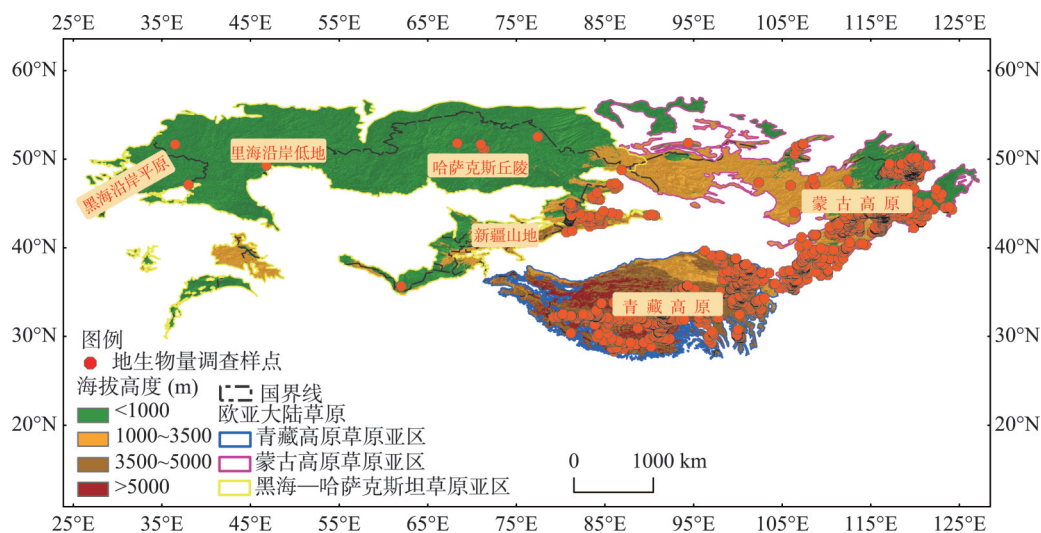 25°E 35°E 45°E 55°E 65°E 75°E 85°E 95°E 105°E 115°E 125°E
60°N 60°N
50°N 50°N
40°N 40°N
30°N 30°N
20°N 20°N
黑海沿岸平原
里海沿岸低地
哈萨克斯丘陵
新疆山地
蒙古高原
青藏高原
图例
地生物量调查样点
海拔高度 (m)
<1000
1000~3500
3500~5000
>5000
国界线
欧亚大陆草原
青藏高原草原亚区
蒙古高原草原亚区
黑海—哈萨克斯坦草原亚区
0 1000 km
25°E 35°E 45°E 55°E 65°E 75°E 85°E 95°E 105°E 115°E 125°E